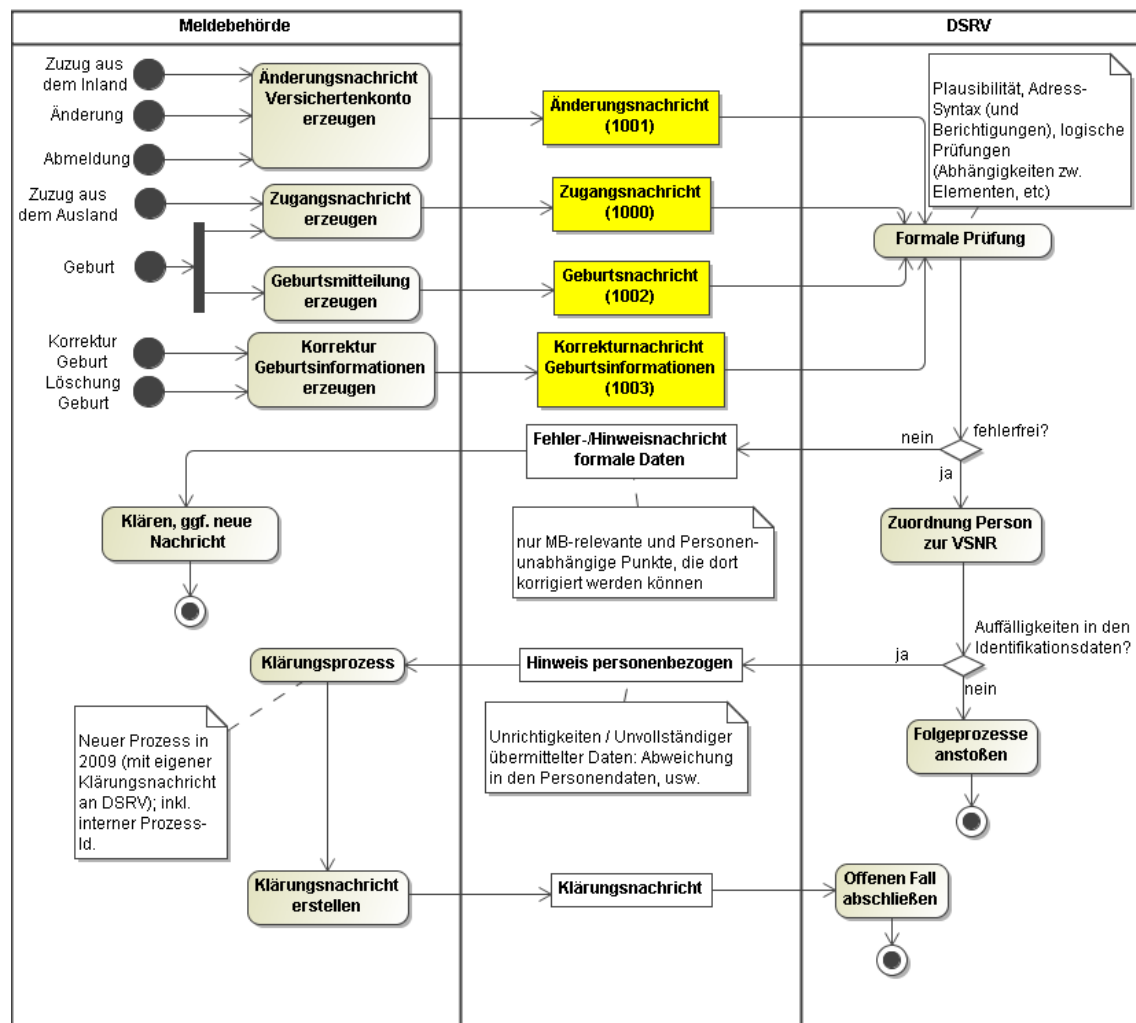 Meldebehörde
DSRV
Zuzug aus
dem Inland
Änderung
Abmeldung
Änderungsnachricht
Versichertenkonto
erzeugen
Änderungsnachricht
(1001)
Plausibilität, Adress-
Syntax (und
Berichtigungen), logische
Prüfungen
(Abhängigkeiten zw.
Elementen, etc)
Zuzug aus
dem Ausland
Zugangsnachricht
erzeugen
Zugangsnachricht
(1000)
Formale Prüfung
Geburt
Geburtsmitteilung
erzeugen
Geburtsnachricht
(1002)
Korrektur
Geburt
Löschung
Geburt
Korrektur
Geburtsinformationen
erzeugen
Korrekturnachricht
Geburtsinformationen
(1003)
fehlerfrei?
nein
ja
Fehler-/Hinweisnachricht
formale Daten
Klären, ggf. neue
Nachricht
nur MB-relevante und Personen-
unabhängige Punkte, die dort
korrigiert werden können
Zuordnung Person
zur VSNR
Auffälligkeiten in den
Identifikationsdaten?
ja
nein
Klärungsprozess
Hinweis personenbezogen
Neuer Prozess in
2009 (mit eigener
Klärungsnachricht
an DSRV); inkl.
interner Prozess-
Id.
Unrichtigkeiten / Unvollständiger
übermittelter Daten: Abweichung
in den Personendaten, usw.
Folgeprozesse
anstoßen
Klärungsnachricht
erstellen
Klärungsnachricht
Offenen Fall
abschließen